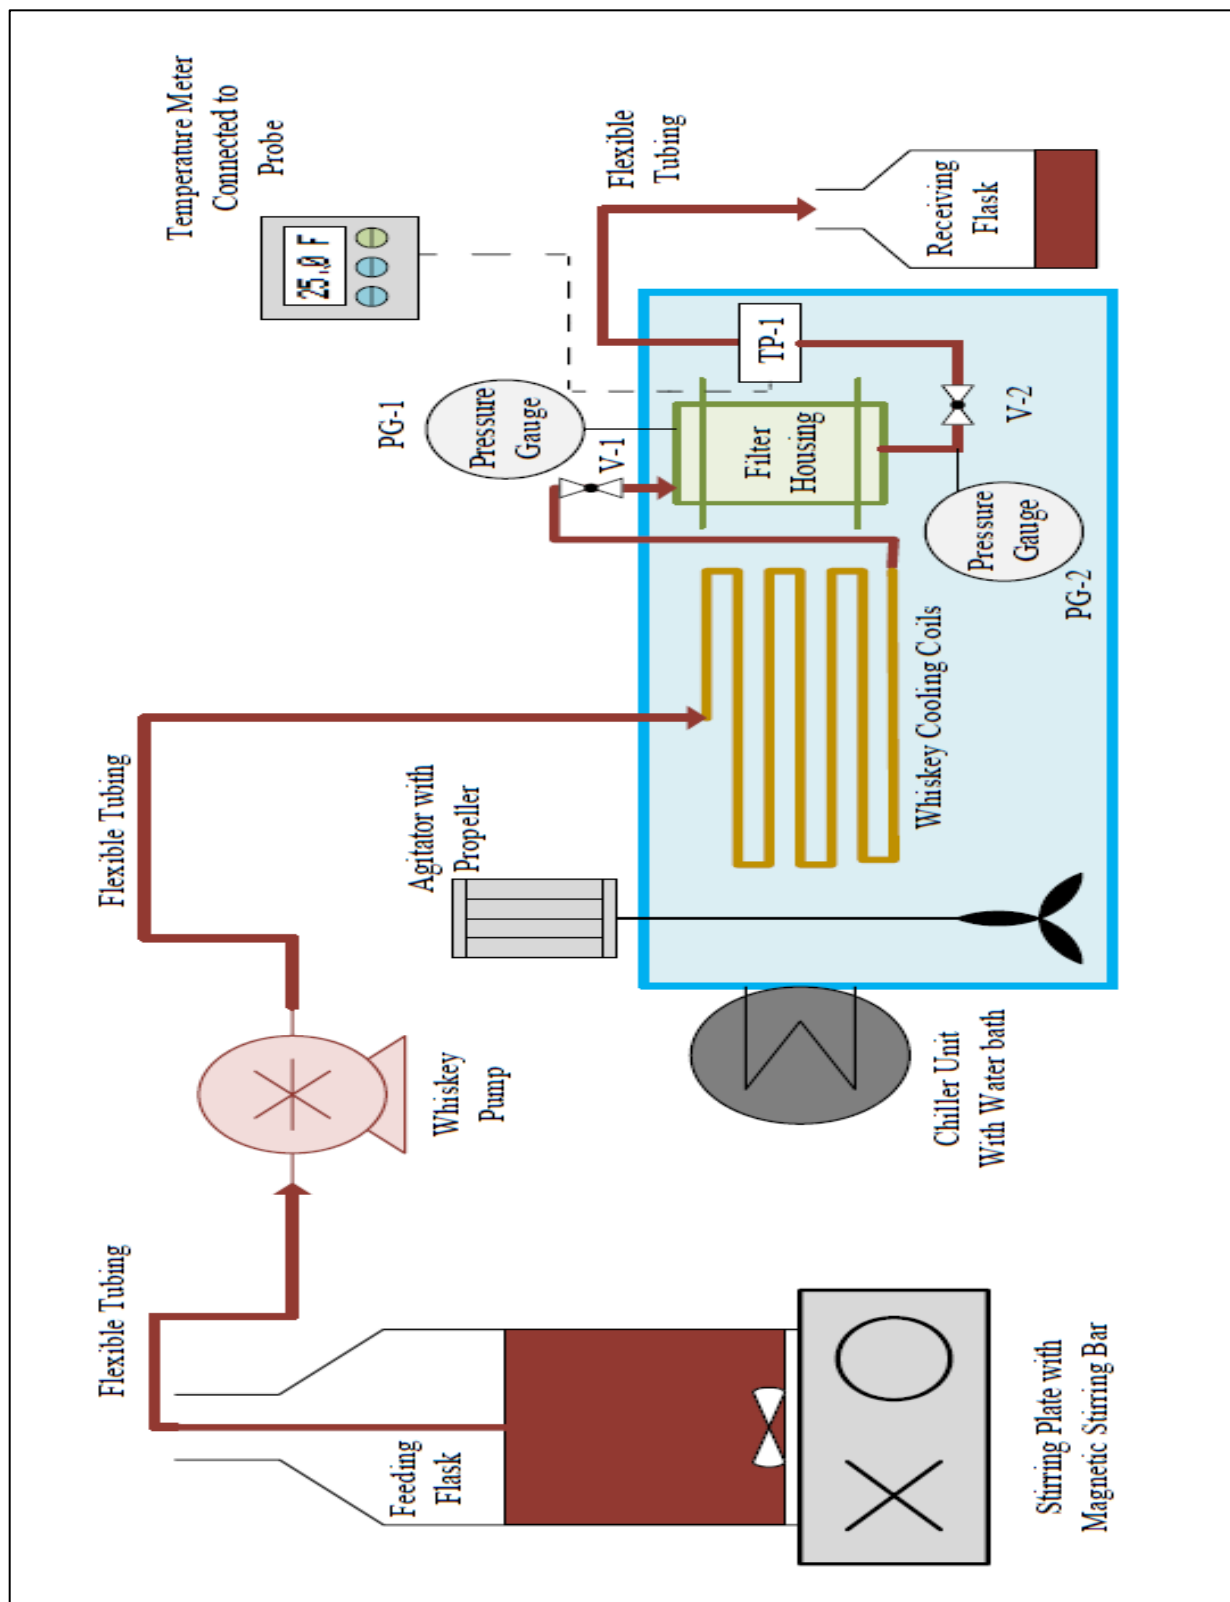 Flexible Tubing
Feeding
Flask
Stirring Plate with
Magnetic Stirring Bar
Whiskey
Pump
Flexible Tubing
Agitator with
Propeller
Chiller Unit
With Water bath
Whiskey Cooling Coils
PG-1
Pressure
Gauge
V-1
Filter
Housing
Pressure
Gauge
PG-2
V-2
TP-1
Temperature Meter
Connected to
Probe
25.0 F
Flexible
Tubing
Receiving
Flask